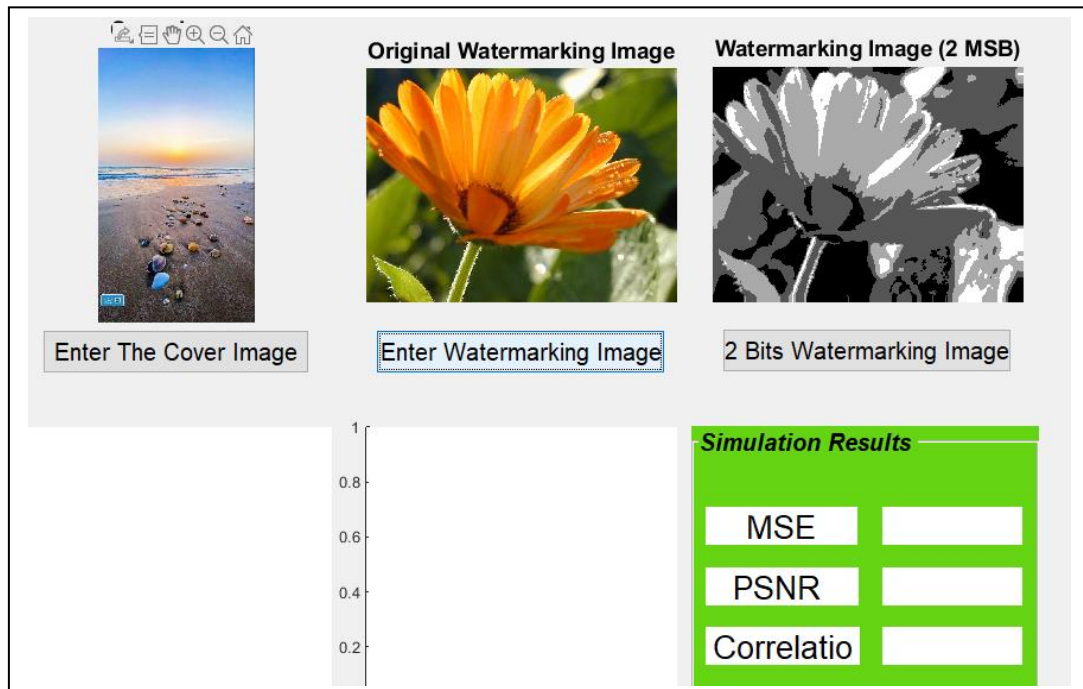 Original Watermarking Image
Watermarking Image (2 MSB)
Enter The Cover Image
Enter Watermarking Image
2 Bits Watermarking Image
1
0.8
0.6
0.4
0.2
Simulation Results
MSE
PSNR
Correlatio